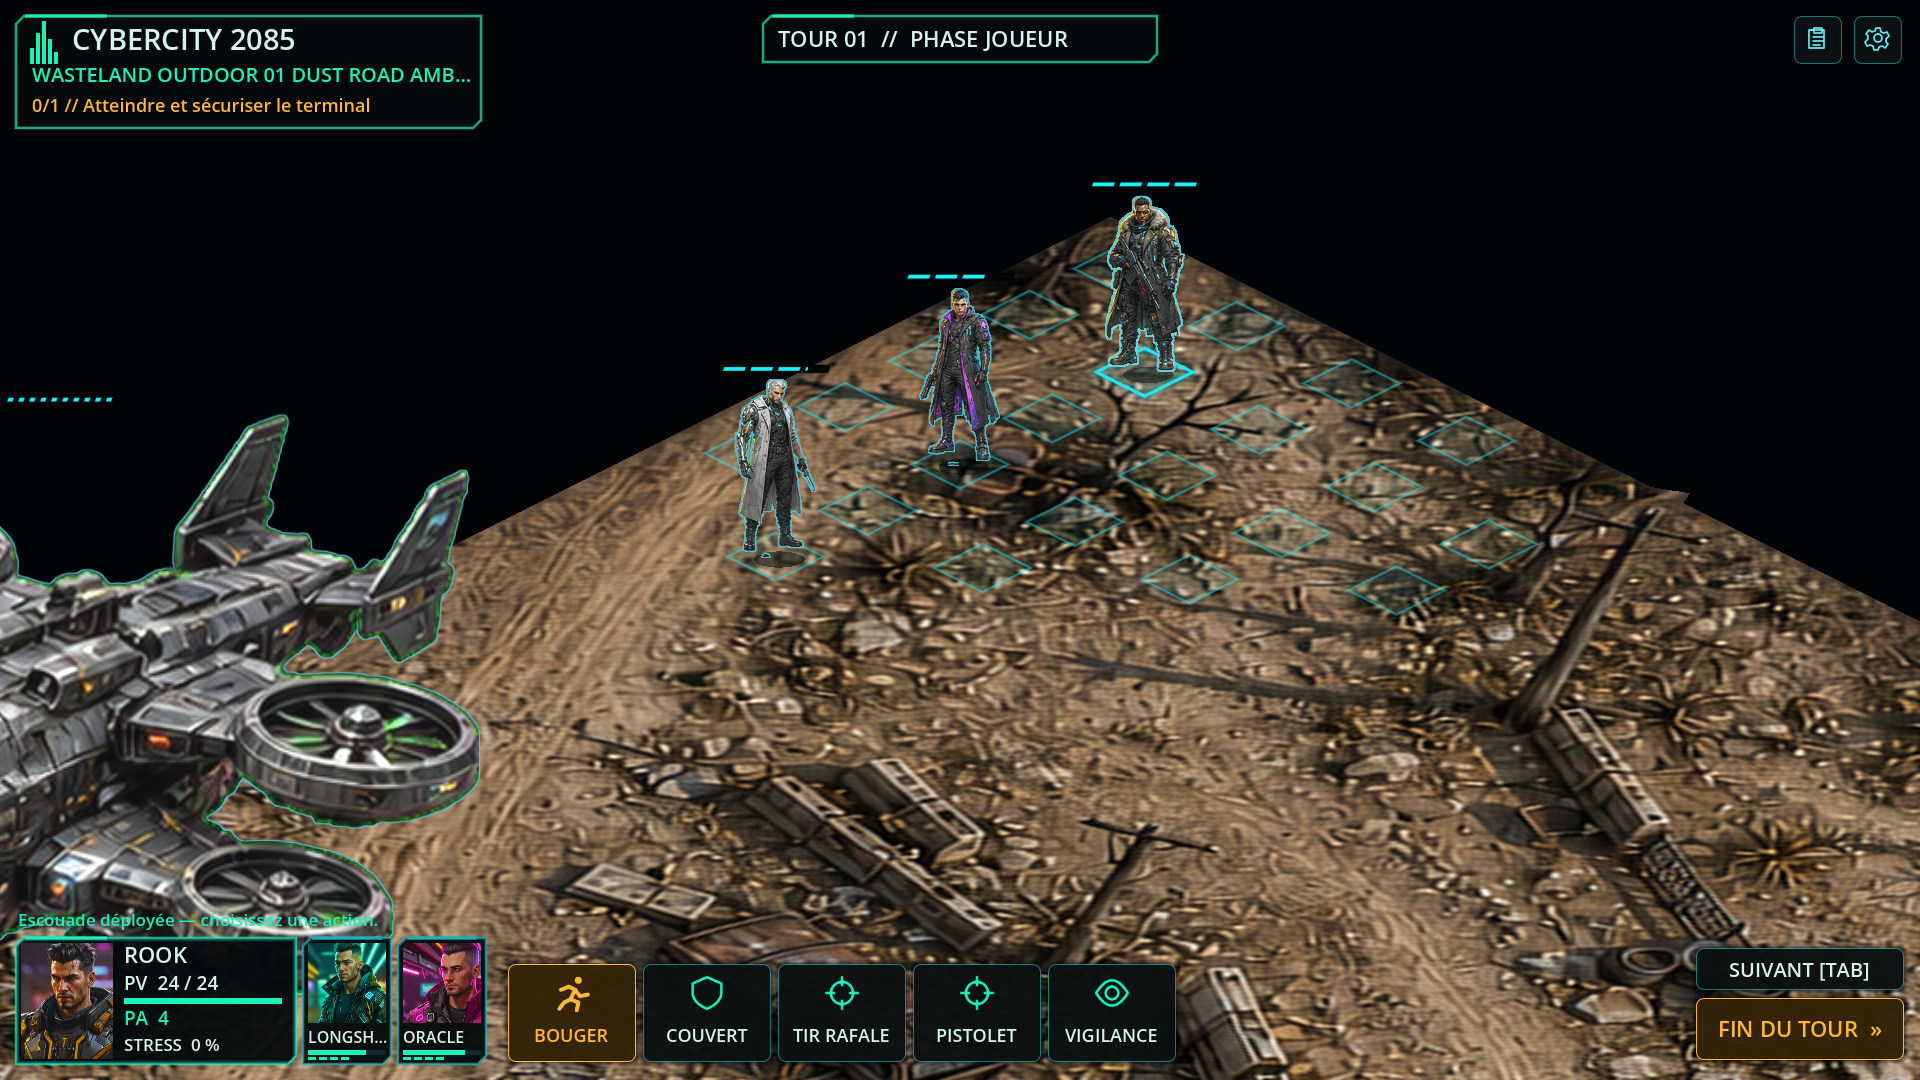 CYBERCITY 2085
WASTELAND OUTDOOR 01 DUST ROAD AMB...
0/1 // Atteindre et sécuriser le terminal
TOUR 01 // PHASE JOUEUR
Escouade déployée — choisissez une action.
ROOK
PV 24 / 24
PA 4
STRESS 0 %
LONGSH...
ORACLE
BOUGER
COUVERT
TIR RAFALE
PISTOLET
VIGILANCE
SUIVANT [TAB]
FIN DU TOUR »